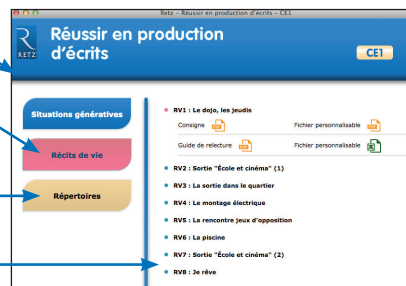 Retz – Réussir en production d'écrits – CE1
RETZ
Réussir en production
d'écrits
CE1
Situations génératives
Récits de vie
Répertoires
RV1 : Le dojo, les jeudis
Consigne
Fichier personnalisable
Guide de relecture
Fichier personnalisable
RV2 : Sortie "École et cinéma" (1)
RV3 : La sortie dans le quartier
RV4 : Le montage électrique
RV5 : La rencontre jeux d'opposition
RV6 : La piscine
RV7 : Sortie "École et cinéma" (2)
RV8 : Je rêve